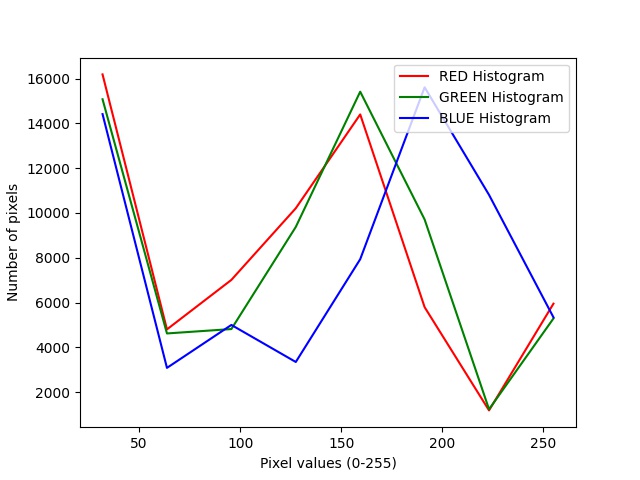 16000
14000
12000
10000
8000
6000
4000
2000
Number of pixels
RED Histogram
GREEN Histogram
BLUE Histogram
50 100 150 200 250
Pixel values (0-255)